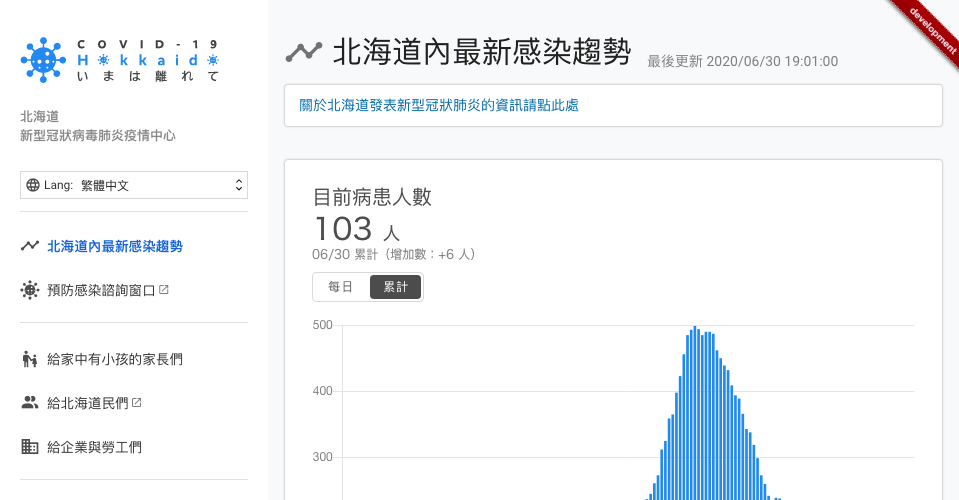 COVID-19
Hokkaido
いまは離れて
北海道
新型冠狀病毒肺炎疫情中心
Lang: 繁體中文
北海道內最新感染趨勢
預防感染諮詢窗口
給家中有小孩的家長們
給北海道民們
給企業與勞工們
development
北海道內最新感染趨勢
最後更新 2020/06/30 19:01:00
關於北海道發表新型冠狀肺炎的資訊請點此處
目前病患人數
103 人
06/30 累計（增加數：+6 人）
每日 累計
500
400
300